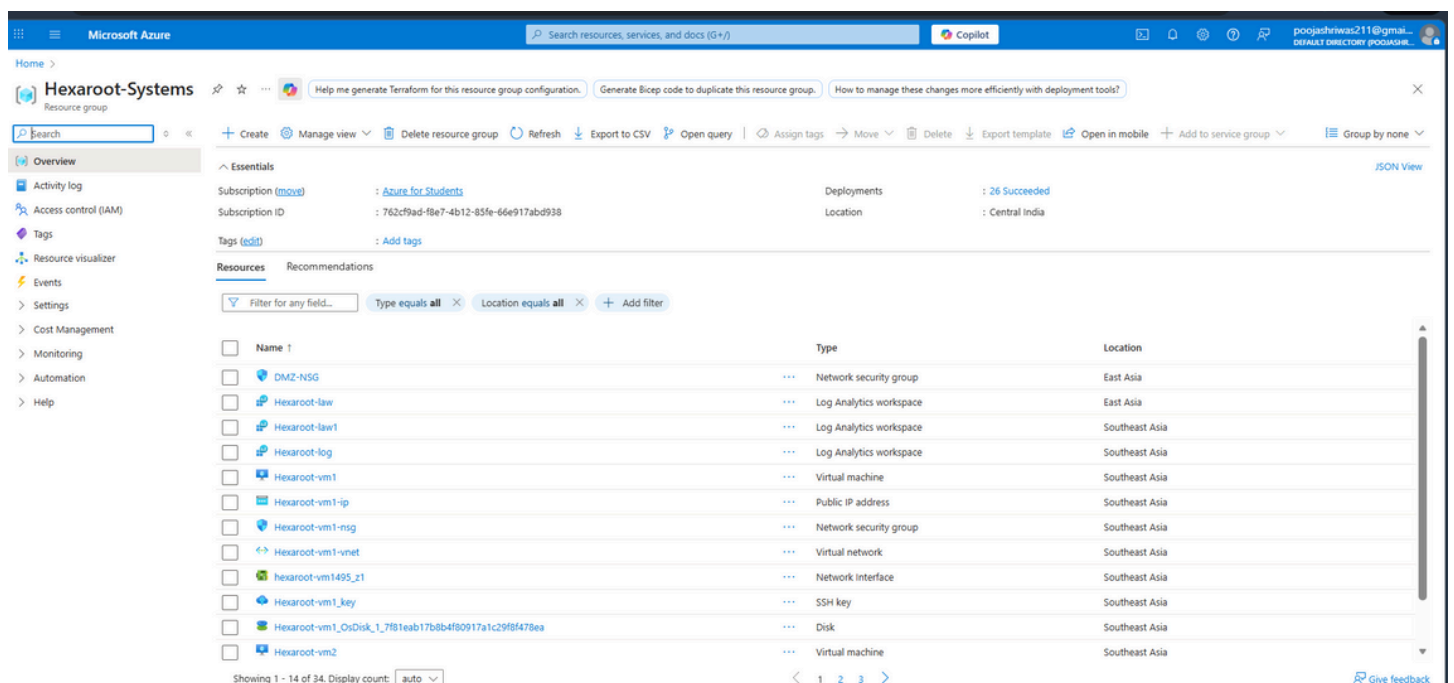 Microsoft Azure
Search resources, services, and docs (G+/)
Copilot
poojashriwas211@gmai...
DEFAULT DIRECTORY (POOJASHR...
Home >
Hexaroot-Systems
Resource group
Help me generate Terraform for this resource group configuration.
Generate Bicep code to duplicate this resource group.
How to manage these changes more efficiently with deployment tools?
Search
Create
Manage view
Delete resource group
Refresh
Export to CSV
Open query
Assign tags
Move
Delete
Export template
Open in mobile
Add to service group
Group by none
Overview
Activity log
Access control (IAM)
Tags
Resource visualizer
Events
Settings
Cost Management
Monitoring
Automation
Help
Essentials
JSON View
Subscription (move) : Azure for Students
Deployments : 26 Succeeded
Subscription ID : 762cf9ad-f8e7-4b12-85fe-66e917abd938
Location : Central India
Tags (edit) : Add tags
Resources Recommendations
Filter for any field...
Type equals all
Location equals all
Add filter
Name ↑ Type Location
DMZ-NSG ... Network security group East Asia
Hexaroot-law ... Log Analytics workspace East Asia
Hexaroot-law1 ... Log Analytics workspace Southeast Asia
Hexaroot-log ... Log Analytics workspace Southeast Asia
Hexaroot-vm1 ... Virtual machine Southeast Asia
Hexaroot-vm1-ip ... Public IP address Southeast Asia
Hexaroot-vm1-nsg ... Network security group Southeast Asia
Hexaroot-vm1-vnet ... Virtual network Southeast Asia
hexaroot-vm1495_z1 ... Network Interface Southeast Asia
Hexaroot-vm1_key ... SSH key Southeast Asia
Hexaroot-vm1_OsDisk_1_7f81eab17b8b4f80917a1c29f8f478ea ... Disk Southeast Asia
Hexaroot-vm2 ... Virtual machine Southeast Asia
Showing 1 - 14 of 34. Display count: auto
< 1 2 3 >
Give feedback